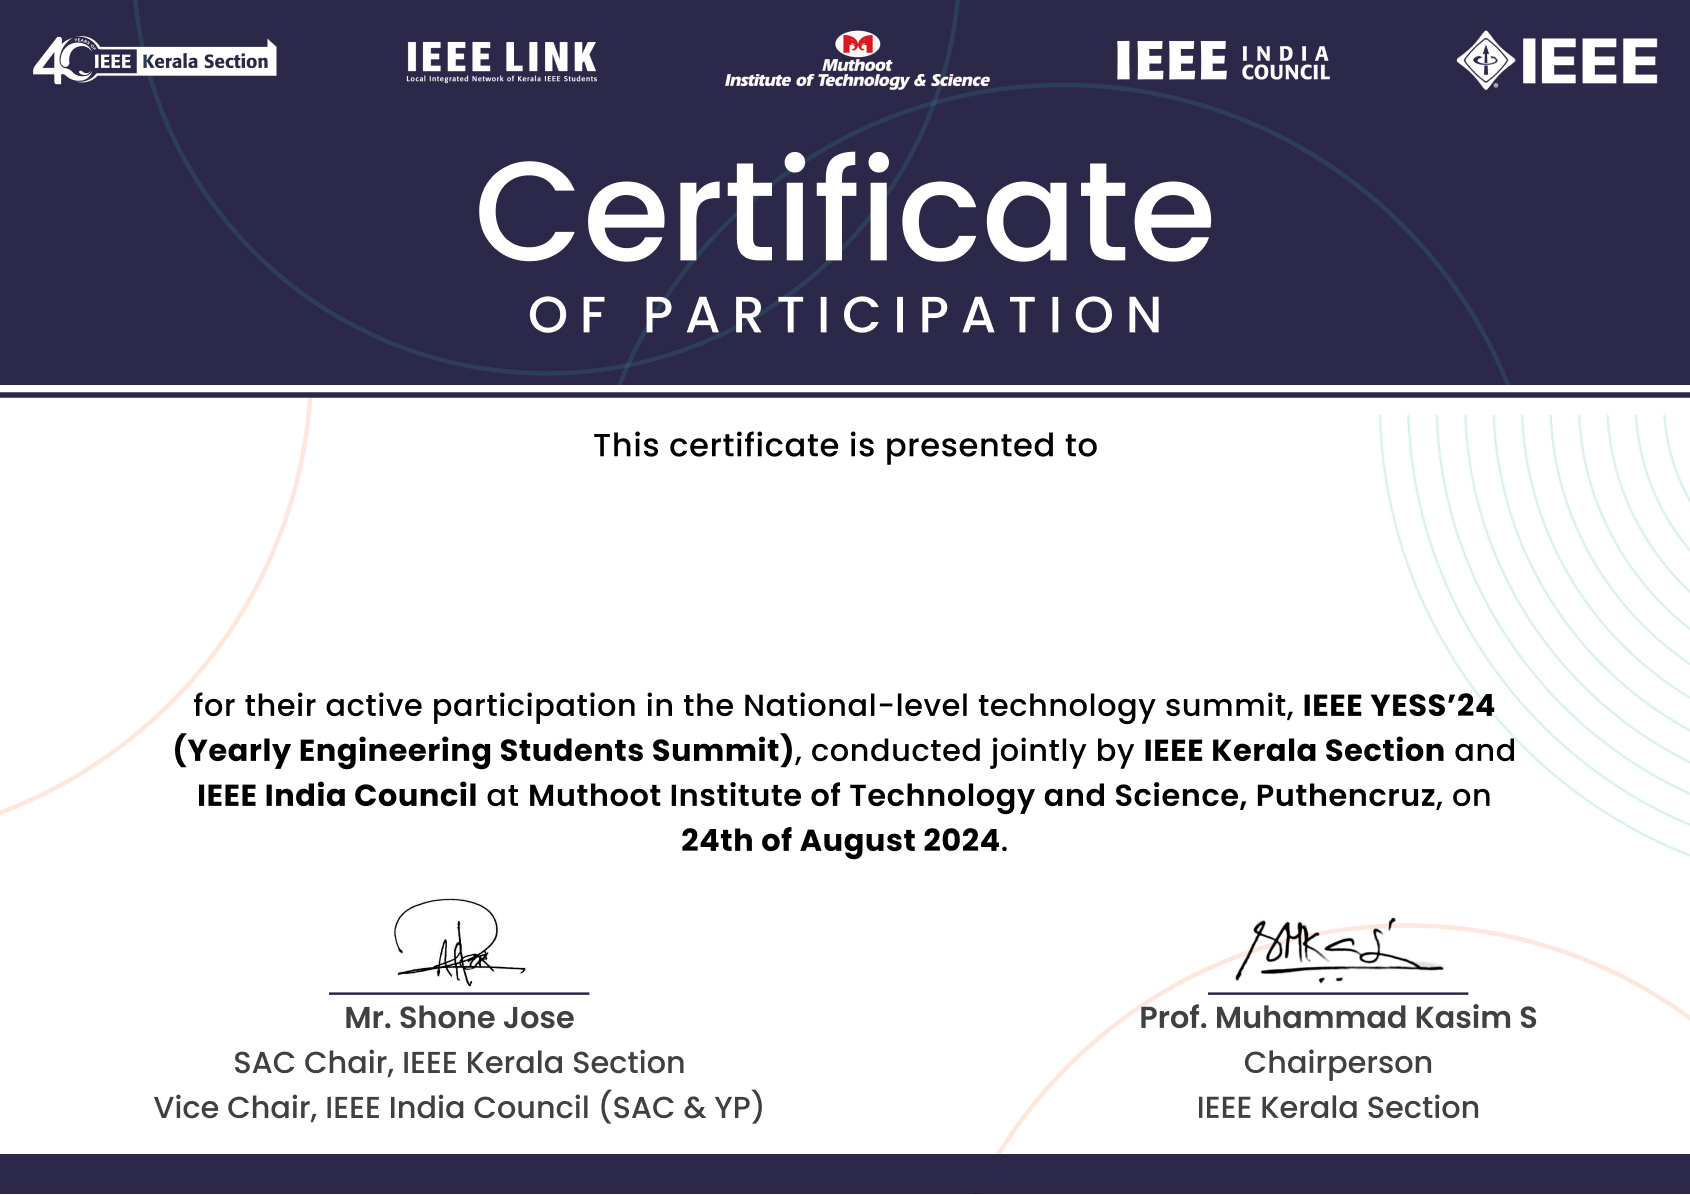 40 YEARS OF IEEE Kerala Section
IEEE LINK
Local Integrated Network of Kerala IEEE Students
Muthoot
Institute of Technology & Science
IEEE INDIA COUNCIL
IEEE
Certificate
OF PARTICIPATION
This certificate is presented to
for their active participation in the National-level technology summit, IEEE YESS’24
(Yearly Engineering Students Summit), conducted jointly by IEEE Kerala Section and
IEEE India Council at Muthoot Institute of Technology and Science, Puthencruz, on
24th of August 2024.
Mr. Shone Jose
SAC Chair, IEEE Kerala Section
Vice Chair, IEEE India Council (SAC & YP)
Prof. Muhammad Kasim S
Chairperson
IEEE Kerala Section